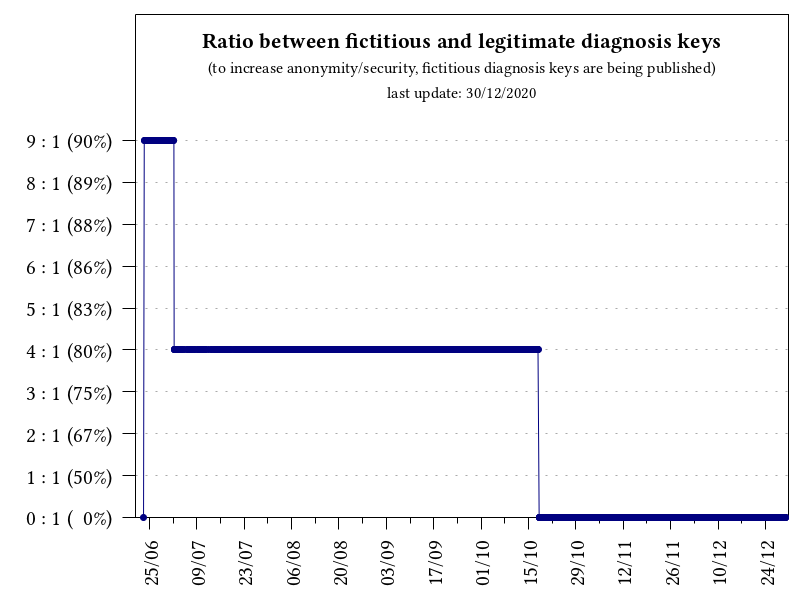 Ratio between fictitious and legitimate diagnosis keys
(to increase anonymity/security, fictitious diagnosis keys are being published)
last update: 30/12/2020
9 : 1 (90%)
8 : 1 (89%)
7 : 1 (88%)
6 : 1 (86%)
5 : 1 (83%)
4 : 1 (80%)
3 : 1 (75%)
2 : 1 (67%)
1 : 1 (50%)
0 : 1 ( 0%)
25/06
09/07
23/07
06/08
20/08
03/09
17/09
01/10
15/10
29/10
12/11
26/11
10/12
24/12